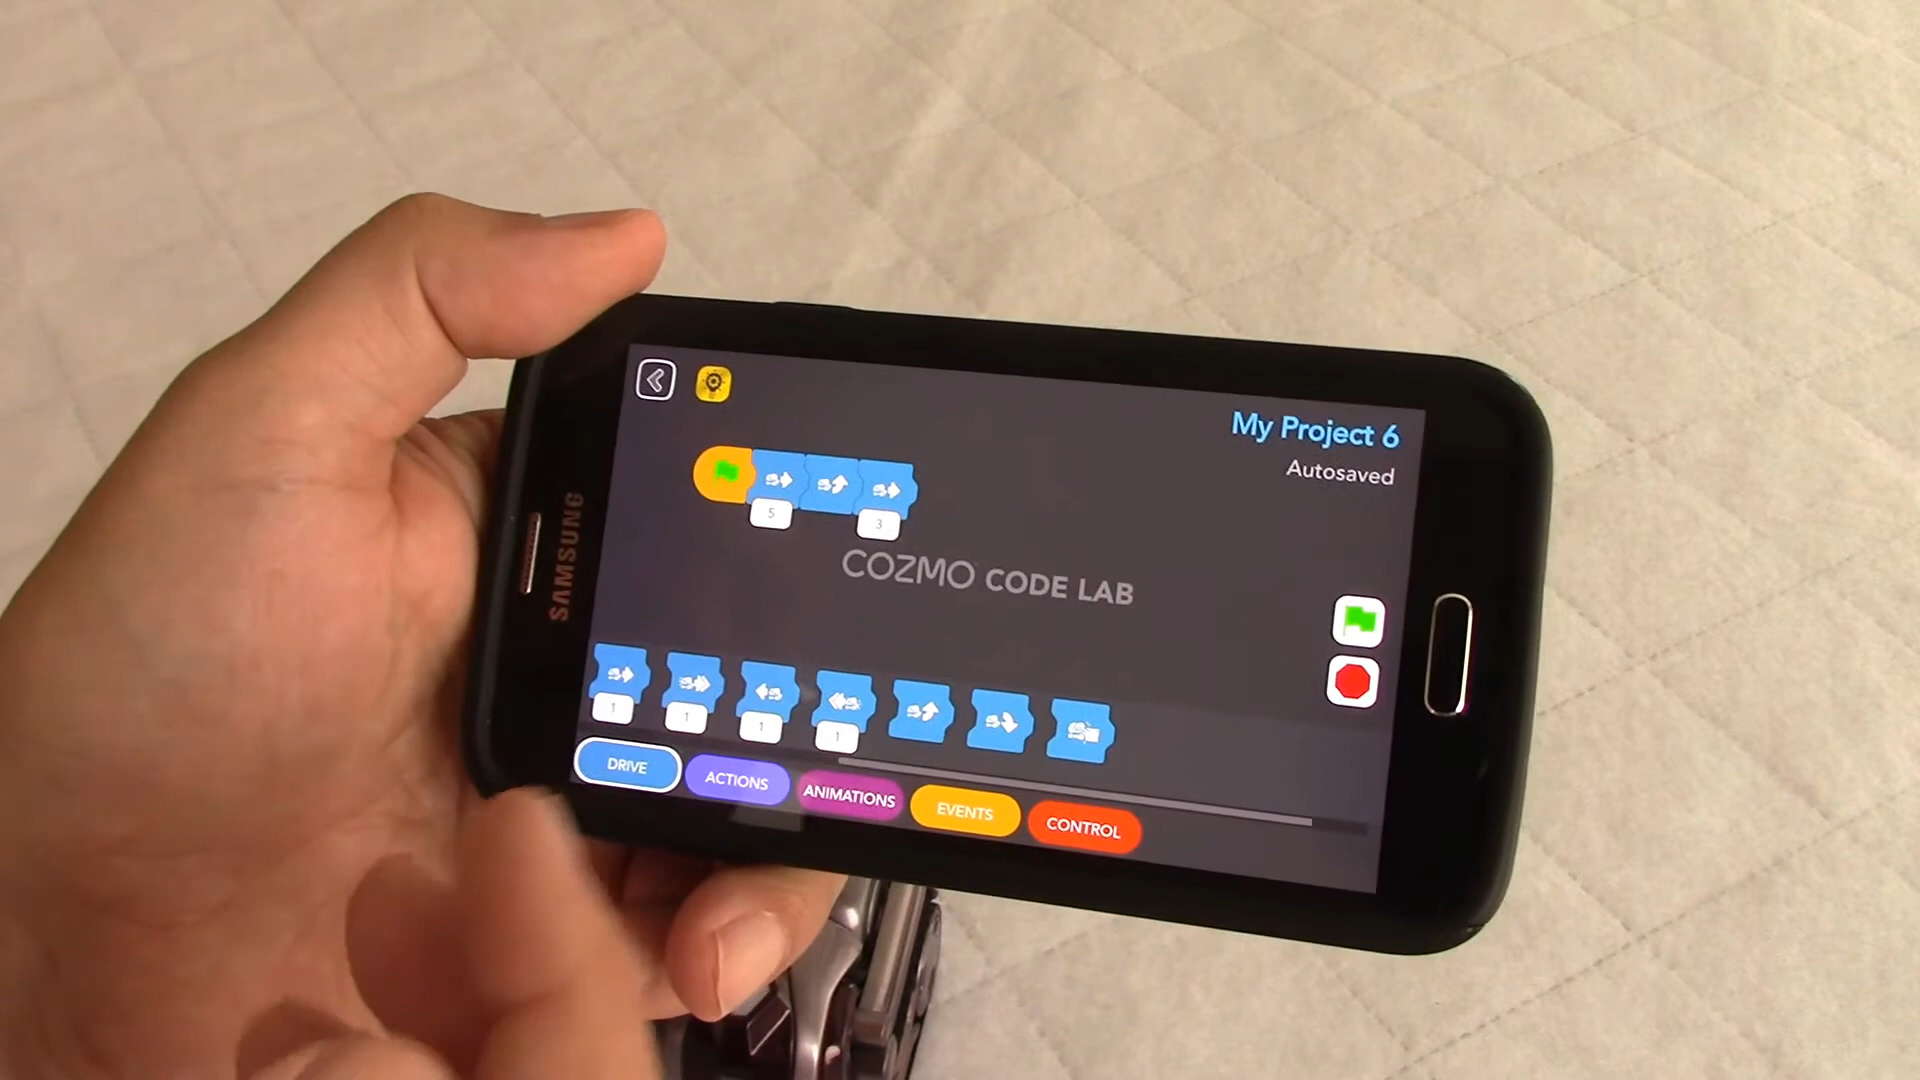 SAMSUNG
My Project 6
Autosaved
5
3
COZMO CODE LAB
1
1
1
1
DRIVE
ACTIONS
ANIMATIONS
EVENTS
CONTROL